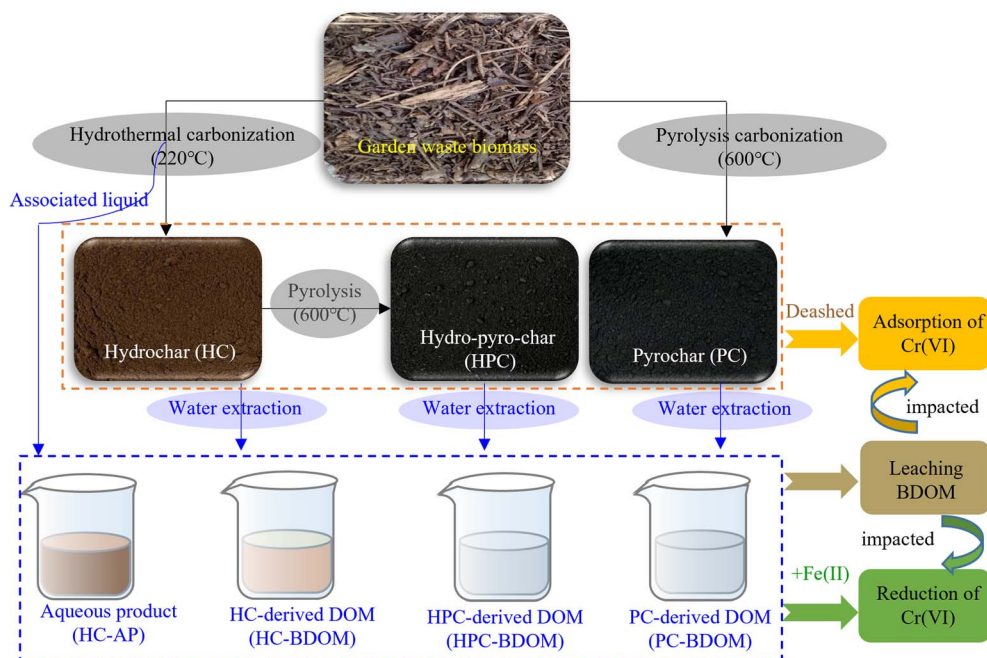 Garden waste biomass
Hydrothermal carbonization
(220℃)
Pyrolysis carbonization
(600℃)
Associated liquid
Hydrochar (HC)
Pyrolysis
(600℃)
Hydro-pyro-char
(HPC)
Pyrochar (PC)
Deashed
Adsorption of
Cr(VI)
Water extraction
Water extraction
Water extraction
impacted
Leaching
BDOM
impacted
+Fe(II)
Reduction of
Cr(VI)
Aqueous product
(HC-AP)
HC-derived DOM
(HC-BDOM)
HPC-derived DOM
(HPC-BDOM)
PC-derived DOM
(PC-BDOM)